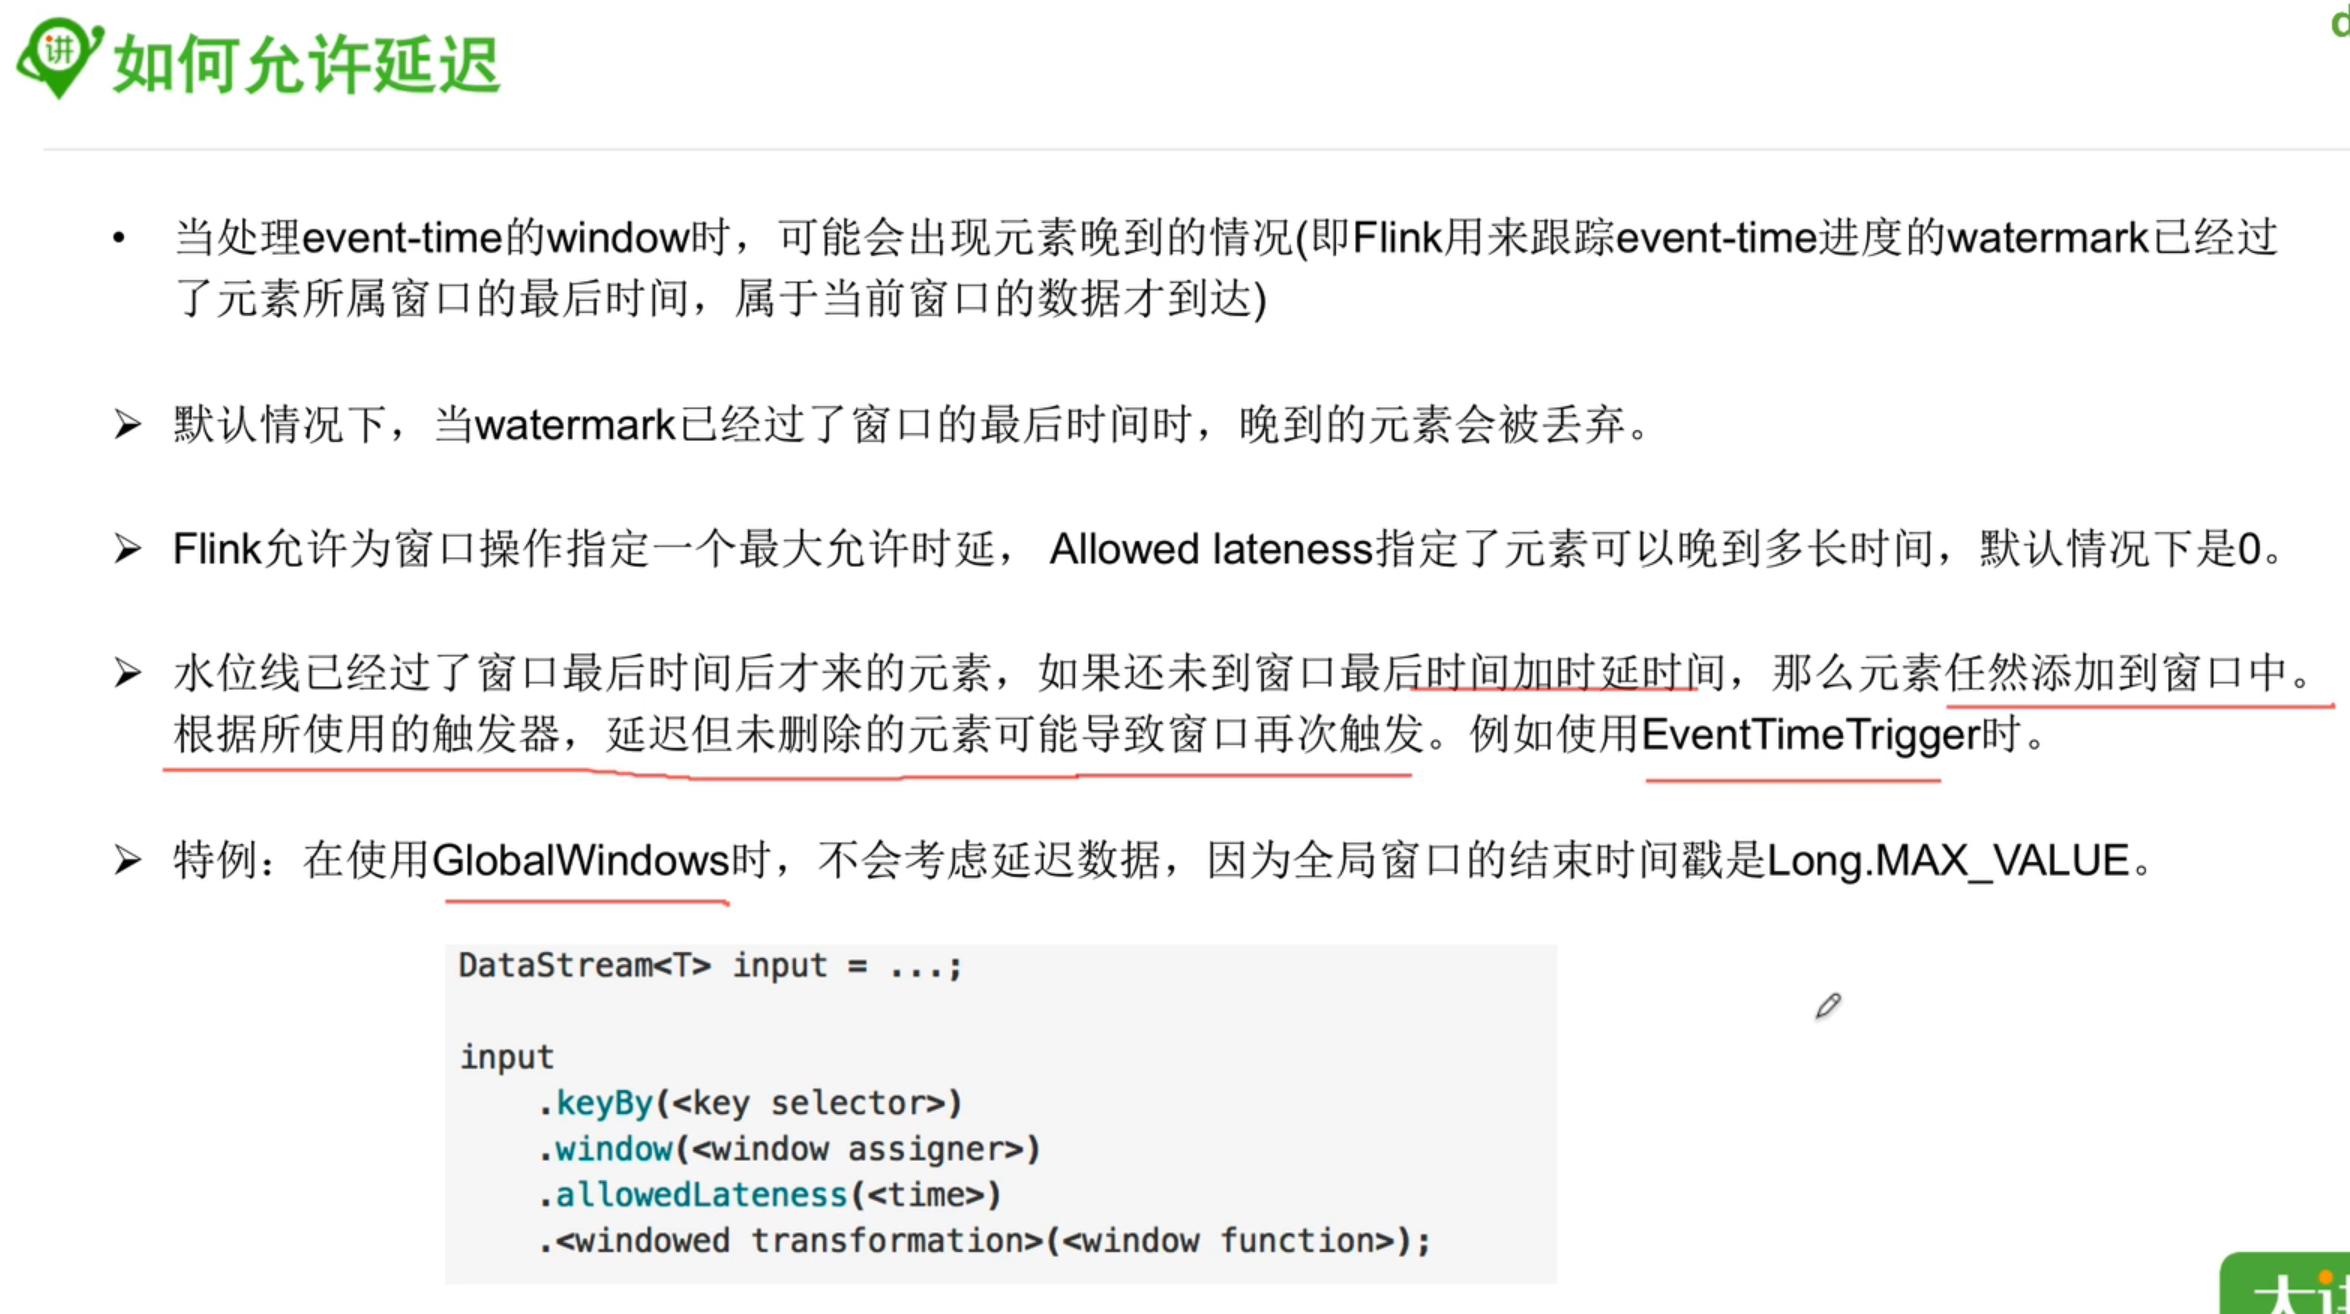 讲 如何允许延迟
• 当处理event-time的window时，可能会出现元素晚到的情况(即Flink用来跟踪event-time进度的watermark已经过
了元素所属窗口的最后时间，属于当前窗口的数据才到达)
➢ 默认情况下，当watermark已经过了窗口的最后时间时，晚到的元素会被丢弃。
➢ Flink允许为窗口操作指定一个最大允许时延， Allowed lateness指定了元素可以晚到多长时间，默认情况下是0。
➢ 水位线已经过了窗口最后时间后才来的元素，如果还未到窗口最后时间加时延时间，那么元素任然添加到窗口中。
根据所使用的触发器，延迟但未删除的元素可能导致窗口再次触发。例如使用EventTimeTrigger时。
➢ 特例：在使用GlobalWindows时，不会考虑延迟数据，因为全局窗口的结束时间戳是Long.MAX_VALUE。
DataStream<T> input = ...;
input
.keyBy(<key selector>)
.window(<window assigner>)
.allowedLateness(<time>)
.<windowed transformation>(<window function>);